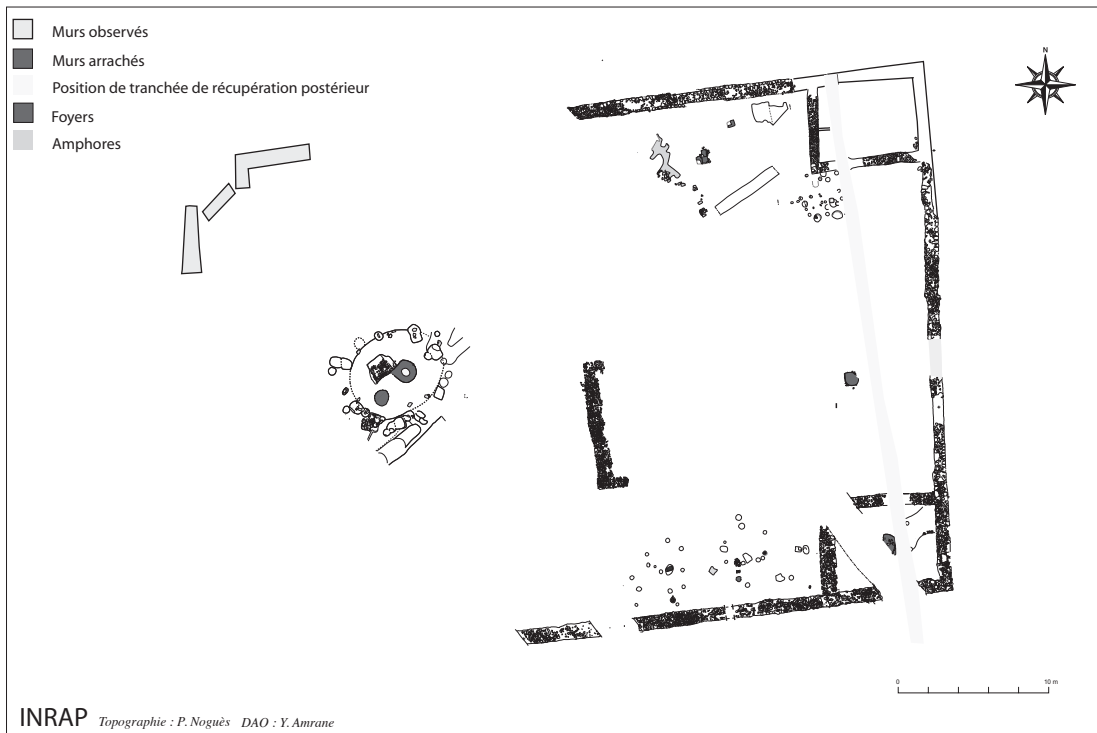 Murs observés
Murs arrachés
Position de tranchée de récupération postérieur
Foyers
Amphores
N
0 10 m
INRAP Topographie : P. Noguès DAO : Y. Amrane